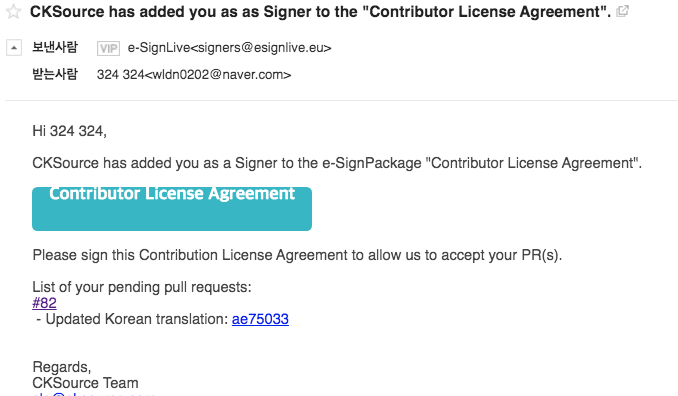 CKSource has added you as as Signer to the "Contributor License Agreement".
보낸사람 VIP e-SignLive<signers@esignlive.eu>
받는사람 324 324<wldn0202@naver.com>
Hi 324 324,
CKSource has added you as a Signer to the e-SignPackage "Contributor License Agreement".
Contributor License Agreement
Please sign this Contribution License Agreement to allow us to accept your PR(s).
List of your pending pull requests:
#82
- Updated Korean translation: ae75033
Regards,
CKSource Team